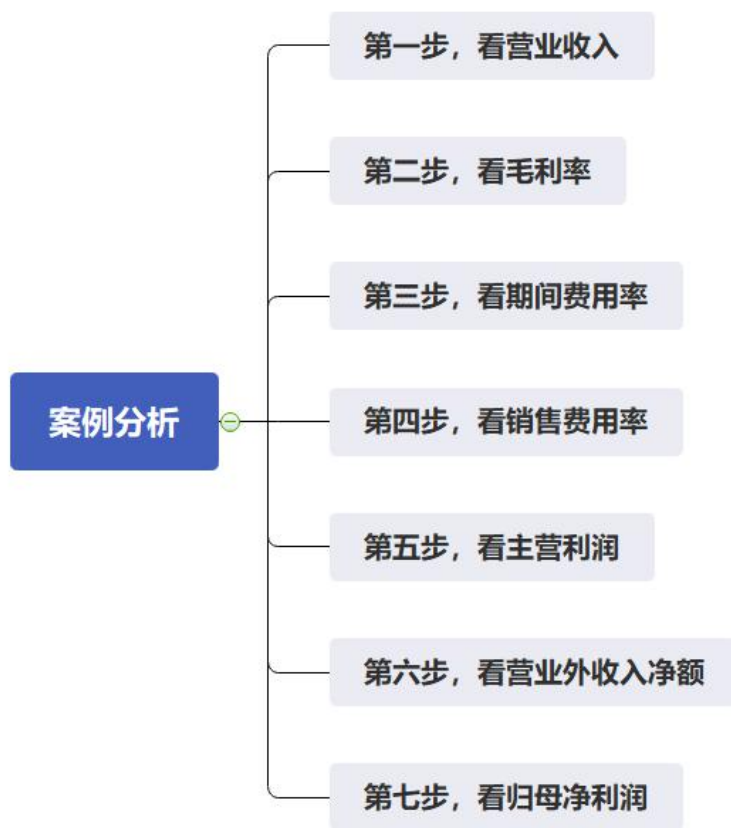 第一步，看营业收入
第二步，看毛利率
第三步，看期间费用率
案例分析
第四步，看销售费用率
第五步，看主营利润
第六步，看营业外收入净额
第七步，看归母净利润